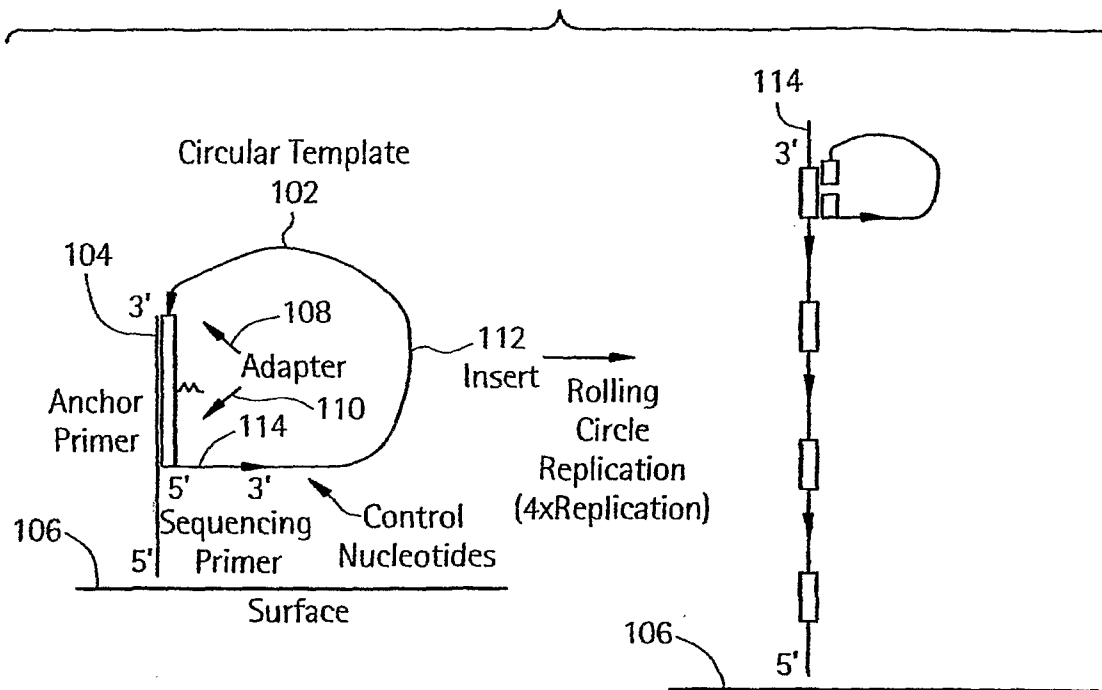 Circular Template
102
104
3'
108
Adapter
Anchor
Primer
110
114
112
Insert
5'
3'
Sequencing
Primer
Control
Nucleotides
106
5'
Surface
Rolling
Circle
Replication
(4xReplication)
114
3'
106
5'